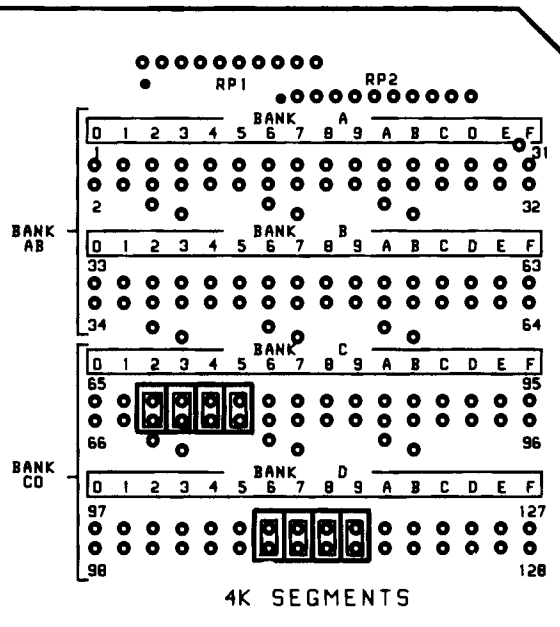 RP1
RP2
BANK A
0 1 2 3 4 5 6 7 8 9 A B C D E F
1 31
2 32
BANK AB
BANK B
0 1 2 3 4 5 6 7 8 9 A B C D E F
33 63
34 64
BANK C
0 1 2 3 4 5 6 7 8 9 A B C D E F
65 95
66 96
BANK CD
BANK D
0 1 2 3 4 5 6 7 8 9 A B C D E F
97 127
98 128
4K SEGMENTS